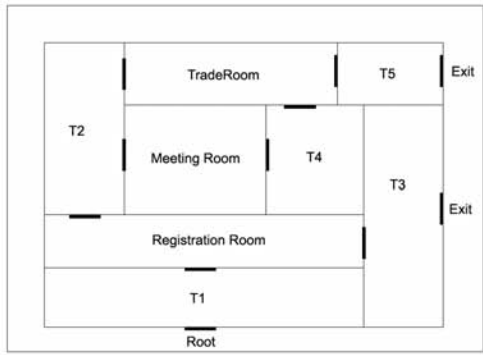 TradeRoom
T5
Exit
T2
Meeting Room
T4
T3
Exit
Registration Room
T1
Root